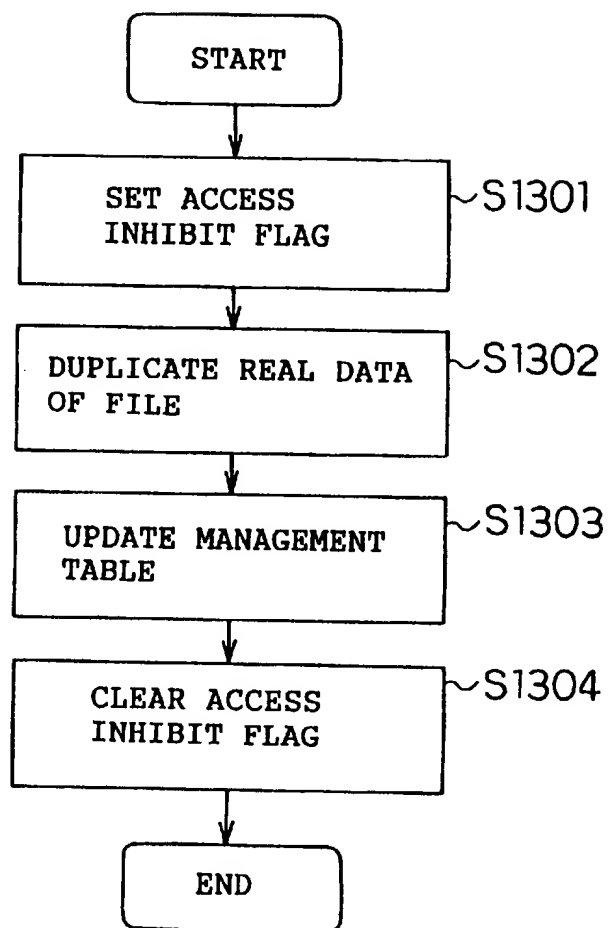 START
SET ACCESS
INHIBIT FLAG
S1301
DUPLICATE REAL DATA
OF FILE
S1302
UPDATE MANAGEMENT
TABLE
S1303
CLEAR ACCESS
INHIBIT FLAG
S1304
END